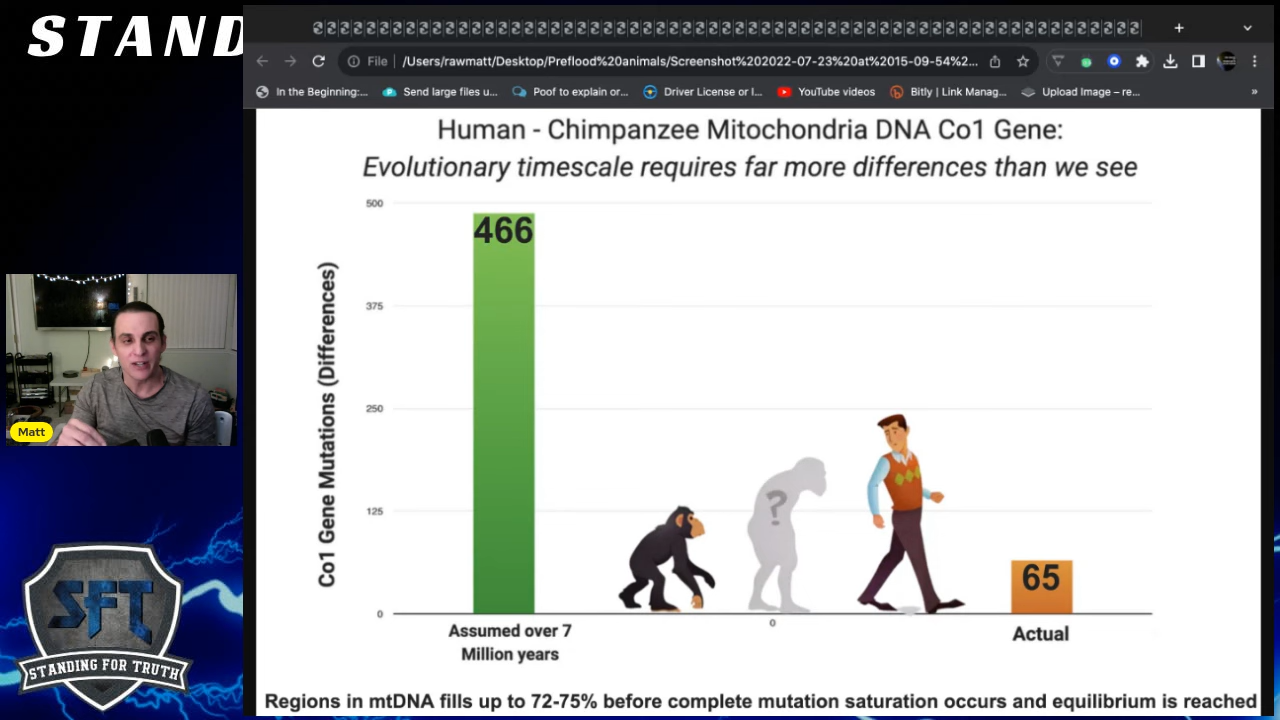 STAND
File /Users/rawmatt/Desktop/Preflood%20animals/Screenshot%202022-07-23%20at%2015-09-54%2...
In the Beginning:... Send large files u... Poof to explain or... Driver License or I... YouTube videos Bitly | Link Manag... Upload Image – re... »
Human - Chimpanzee Mitochondria DNA Co1 Gene:
Evolutionary timescale requires far more differences than we see
Co1 Gene Mutations (Differences)
500
375
250
125
0
466
?
65
0
Assumed over 7
Million years
Actual
Regions in mtDNA fills up to 72-75% before complete mutation saturation occurs and equilibrium is reached
Matt
SFT
STANDING FOR TRUTH